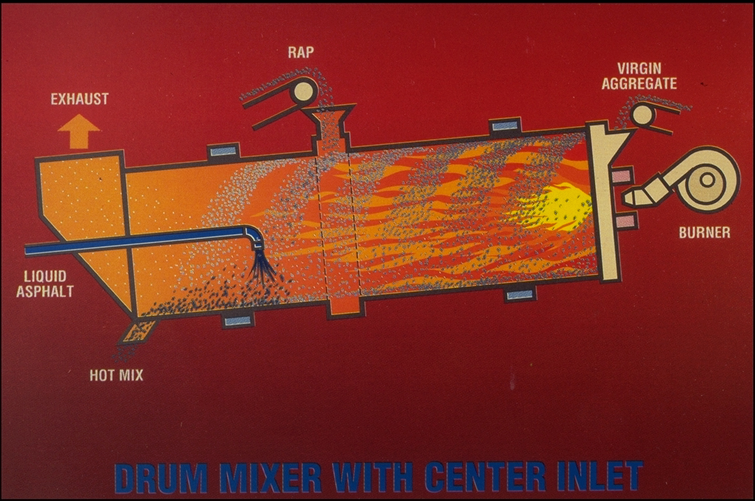 RAP
VIRGIN
AGGREGATE
EXHAUST
BURNER
LIQUID
ASPHALT
HOT MIX
DRUM MIXER WITH CENTER INLET